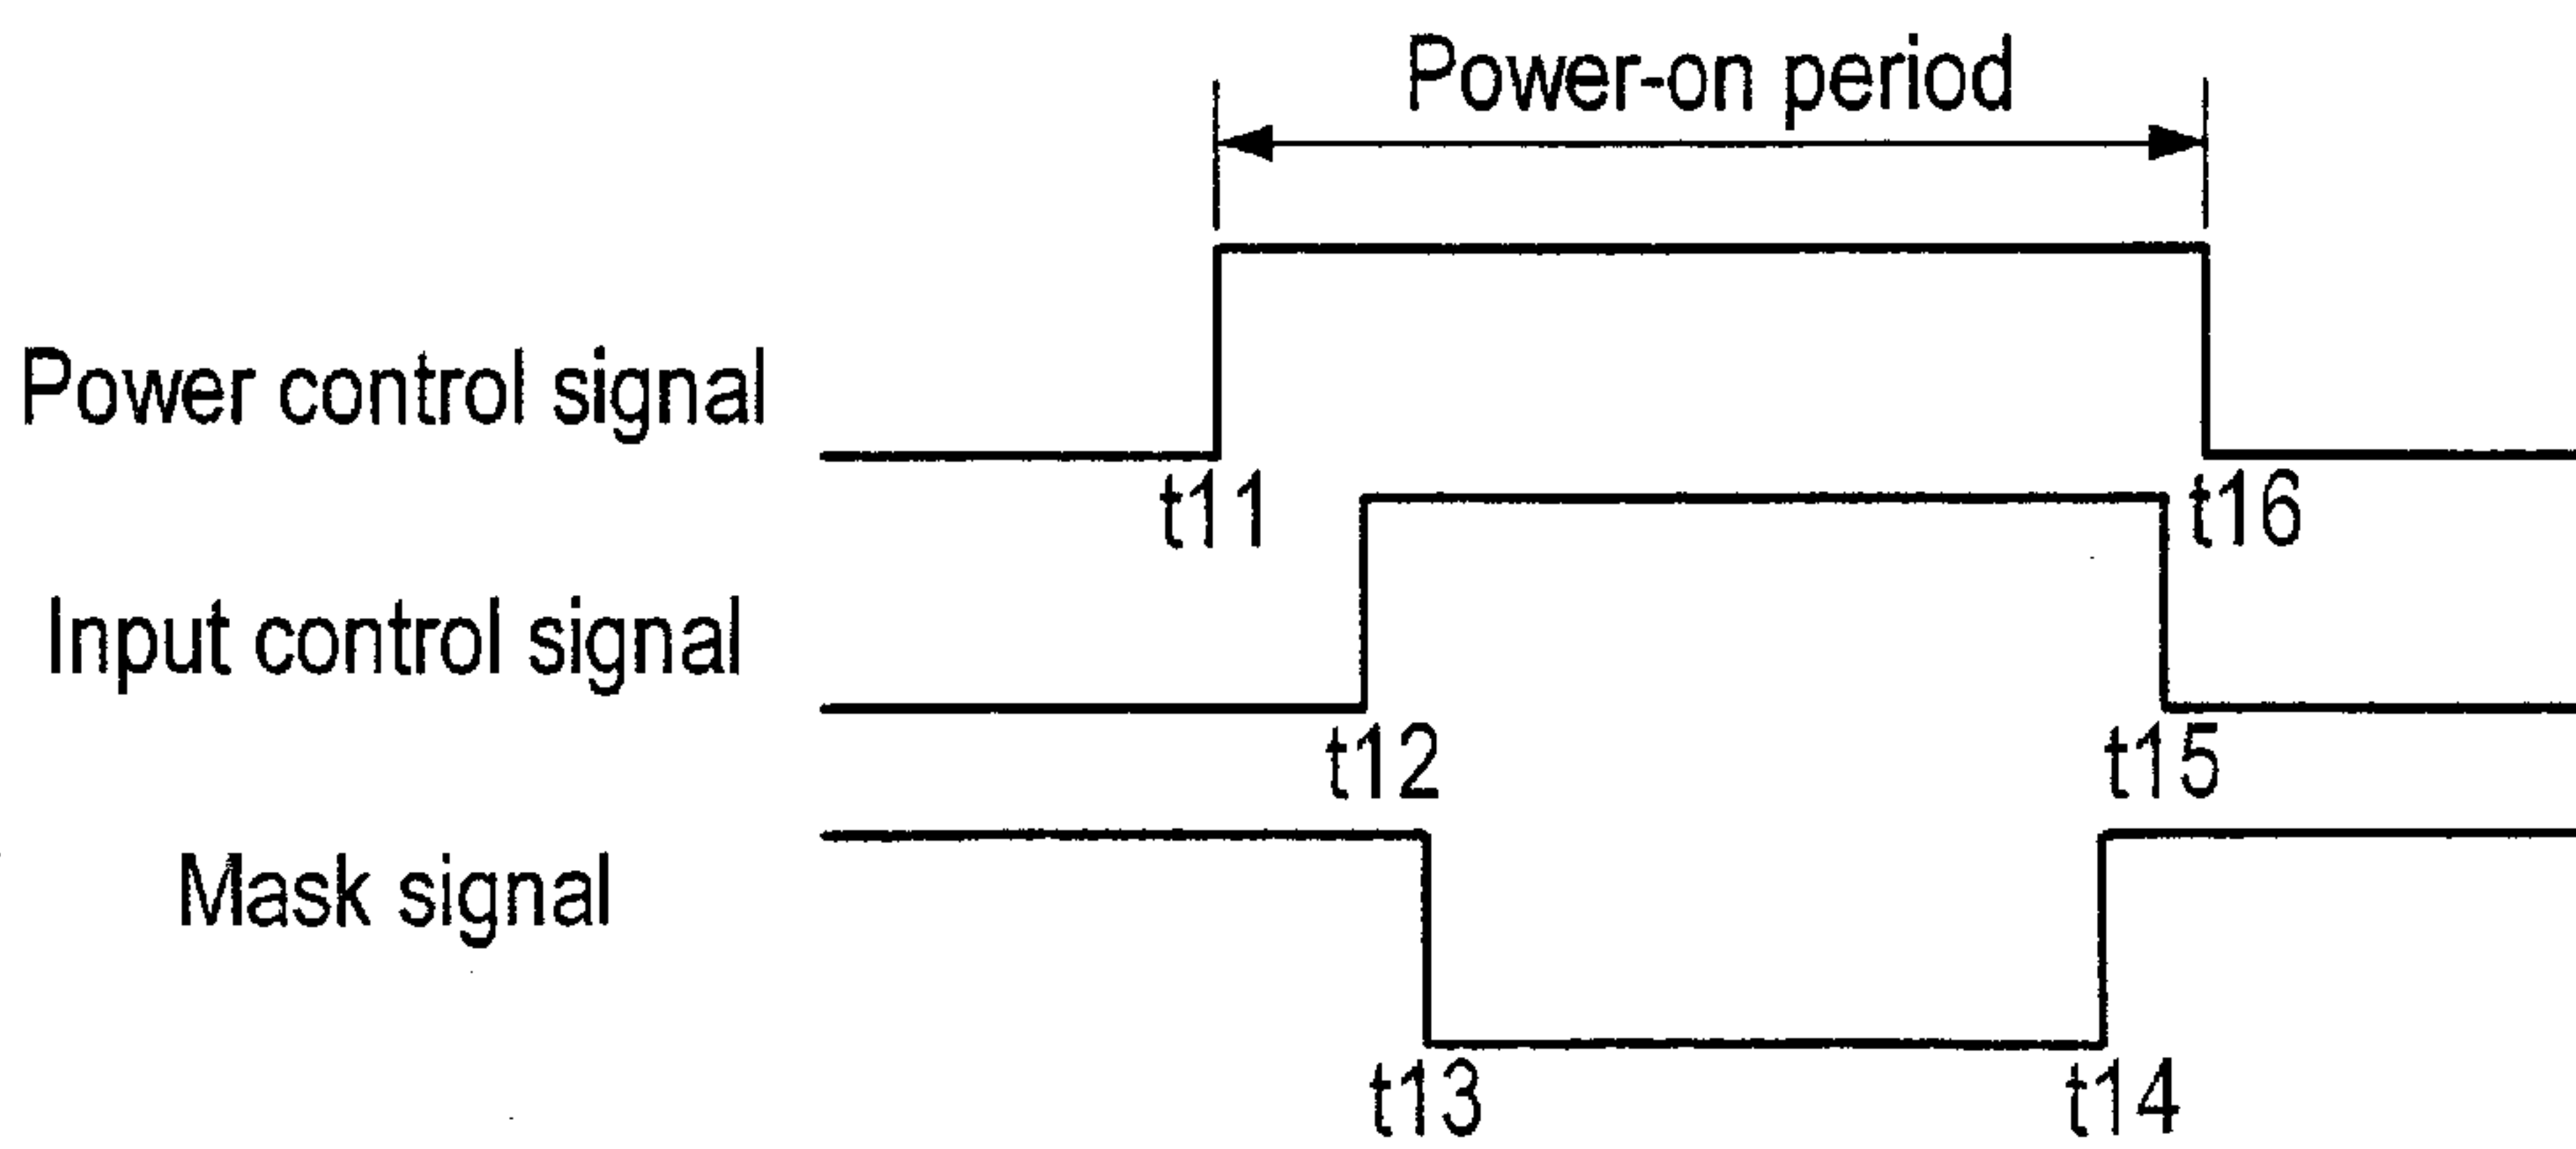 Power-on period
Power control signal
t11
t16
Input control signal
t12
t15
Mask signal
t13
t14